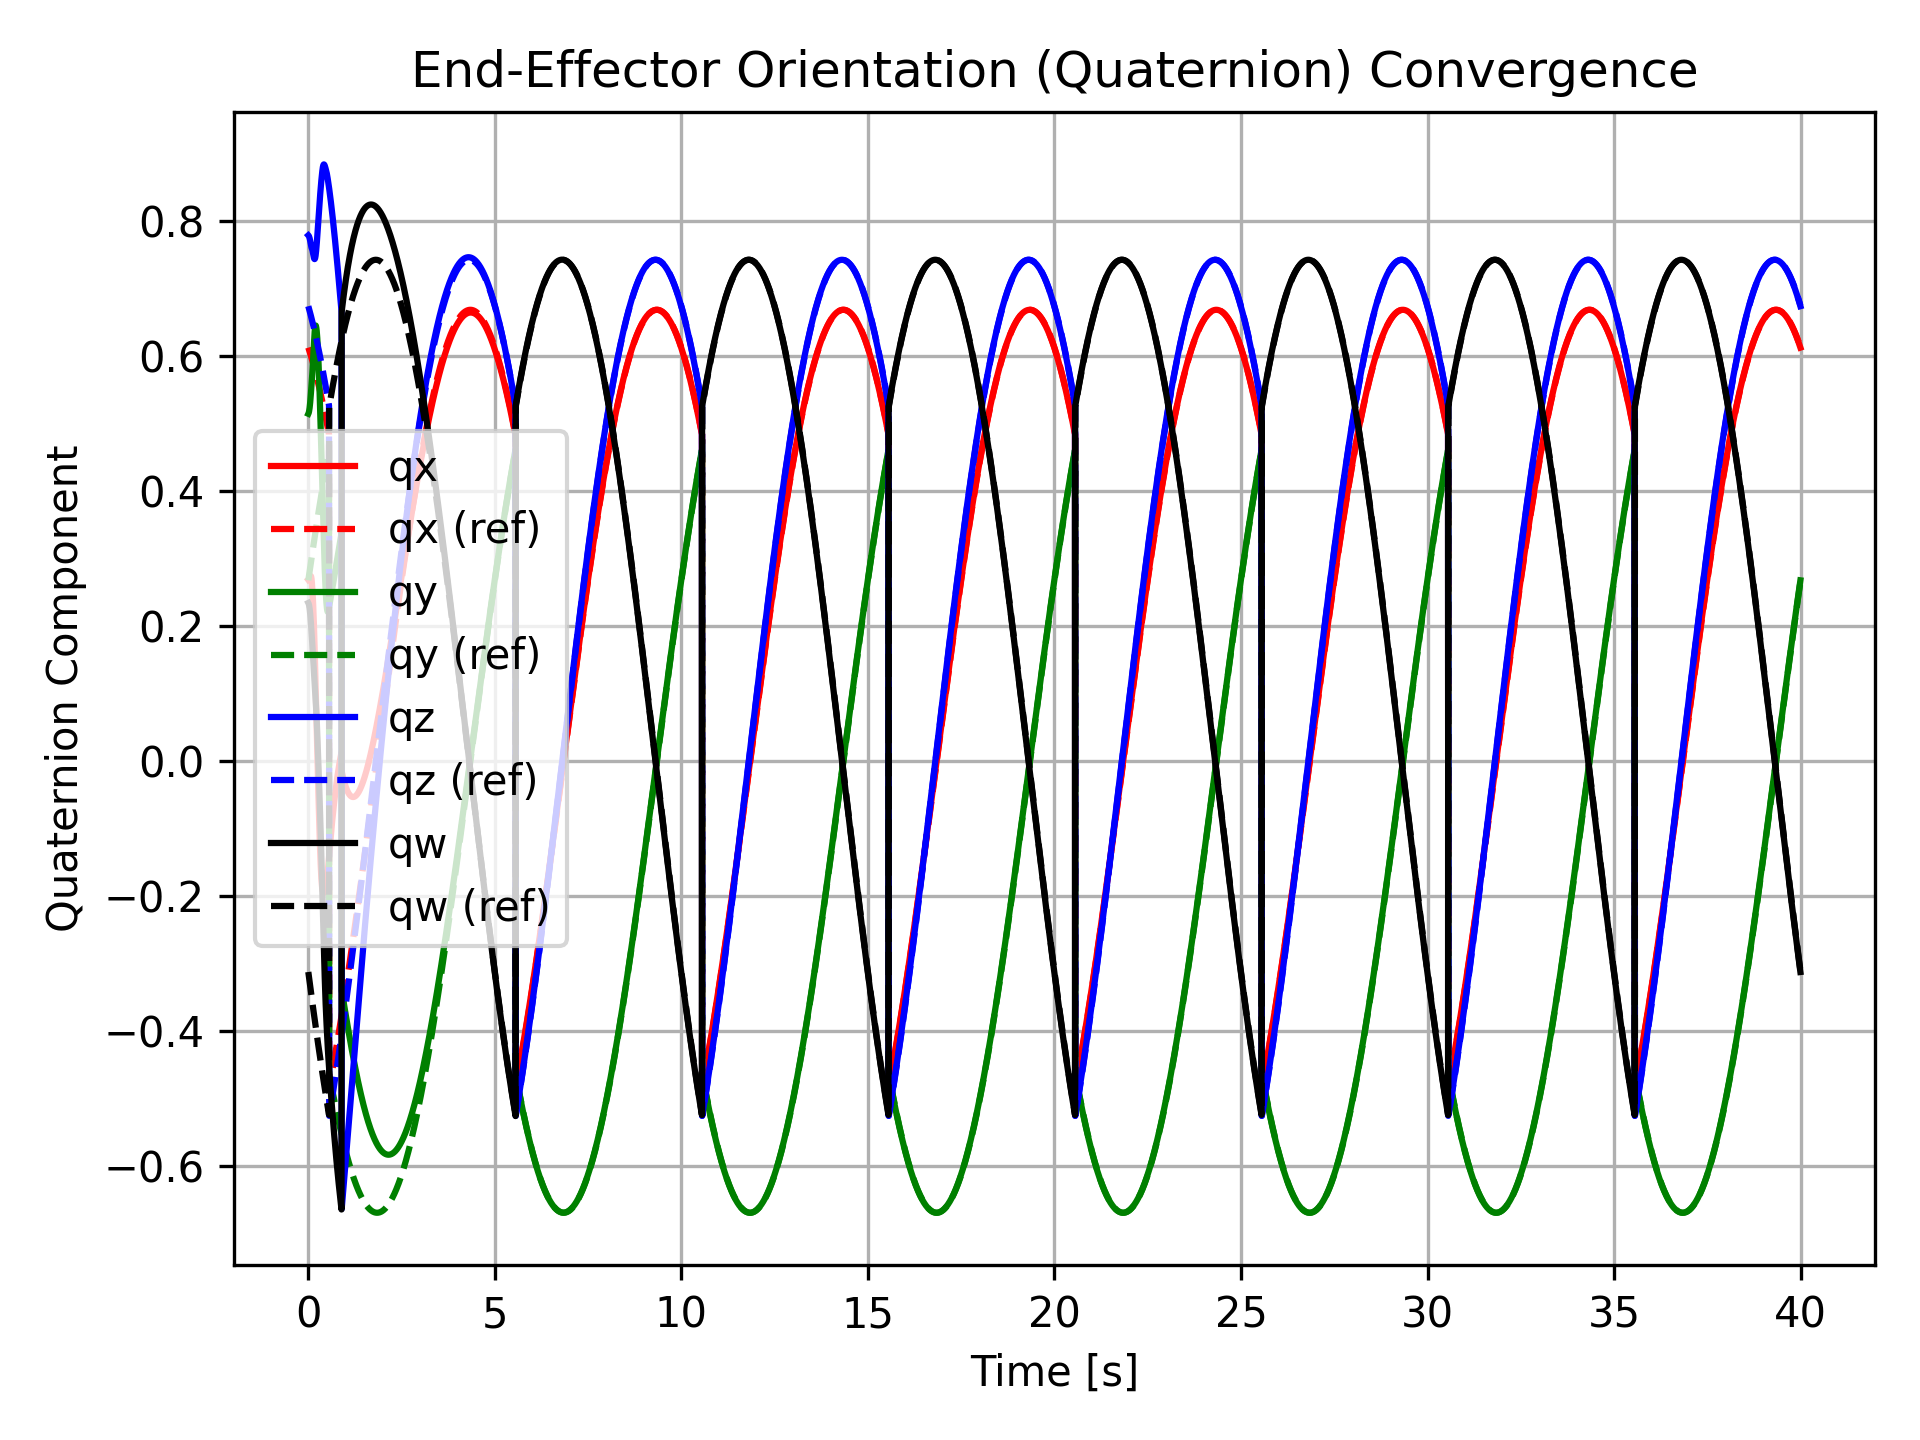 End-Effector Orientation (Quaternion) Convergence
Quaternion Component
0.8
0.6
0.4
0.2
0.0
−0.2
−0.4
−0.6
qx
qx (ref)
qy
qy (ref)
qz
qz (ref)
qw
qw (ref)
0 5 10 15 20 25 30 35 40
Time [s]